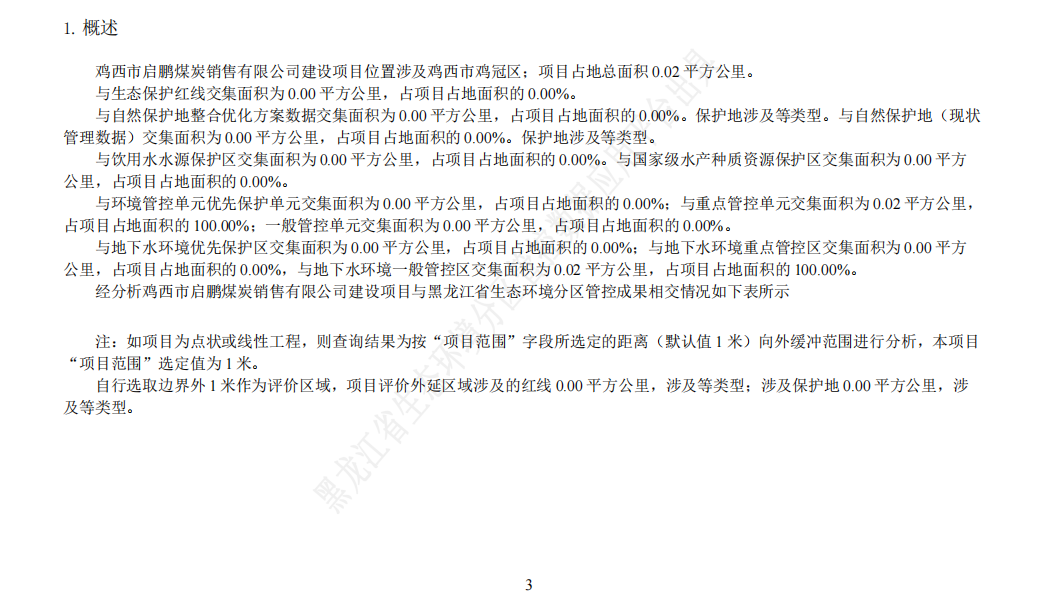 1. 概述
鸡西市启鹏煤炭销售有限公司建设项目位置涉及鸡西市鸡冠区；项目占地总面积 0.02 平方公里。
与生态保护红线交集面积为 0.00 平方公里，占项目占地面积的 0.00%。
与自然保护地整合优化方案数据交集面积为 0.00 平方公里，占项目占地面积的 0.00%。保护地涉及等类型。与自然保护地（现状
管理数据）交集面积为 0.00 平方公里，占项目占地面积的 0.00%。保护地涉及等类型。
与饮用水水源保护区交集面积为 0.00 平方公里，占项目占地面积的 0.00%。与国家级水产种质资源保护区交集面积为 0.00 平方
公里，占项目占地面积的 0.00%。
与环境管控单元优先保护单元交集面积为 0.00 平方公里，占项目占地面积的 0.00%；与重点管控单元交集面积为 0.02 平方公里，
占项目占地面积的 100.00%；一般管控单元交集面积为 0.00 平方公里，占项目占地面积的 0.00%。
与地下水环境优先保护区交集面积为 0.00 平方公里，占项目占地面积的 0.00%；与地下水环境重点管控区交集面积为 0.00 平方
公里，占项目占地面积的 0.00%，与地下水环境一般管控区交集面积为 0.02 平方公里，占项目占地面积的 100.00%。
经分析鸡西市启鹏煤炭销售有限公司建设项目与黑龙江省生态环境分区管控成果相交情况如下表所示
注：如项目为点状或线性工程，则查询结果为按“项目范围”字段所选定的距离（默认值 1 米）向外缓冲范围进行分析，本项目
“项目范围”选定值为 1 米。
自行选取边界外 1 米作为评价区域，项目评价外延区域涉及的红线 0.00 平方公里，涉及等类型；涉及保护地 0.00 平方公里，涉
及等类型。
黑龙江省生态环境分区管控数据应用平台出具
3